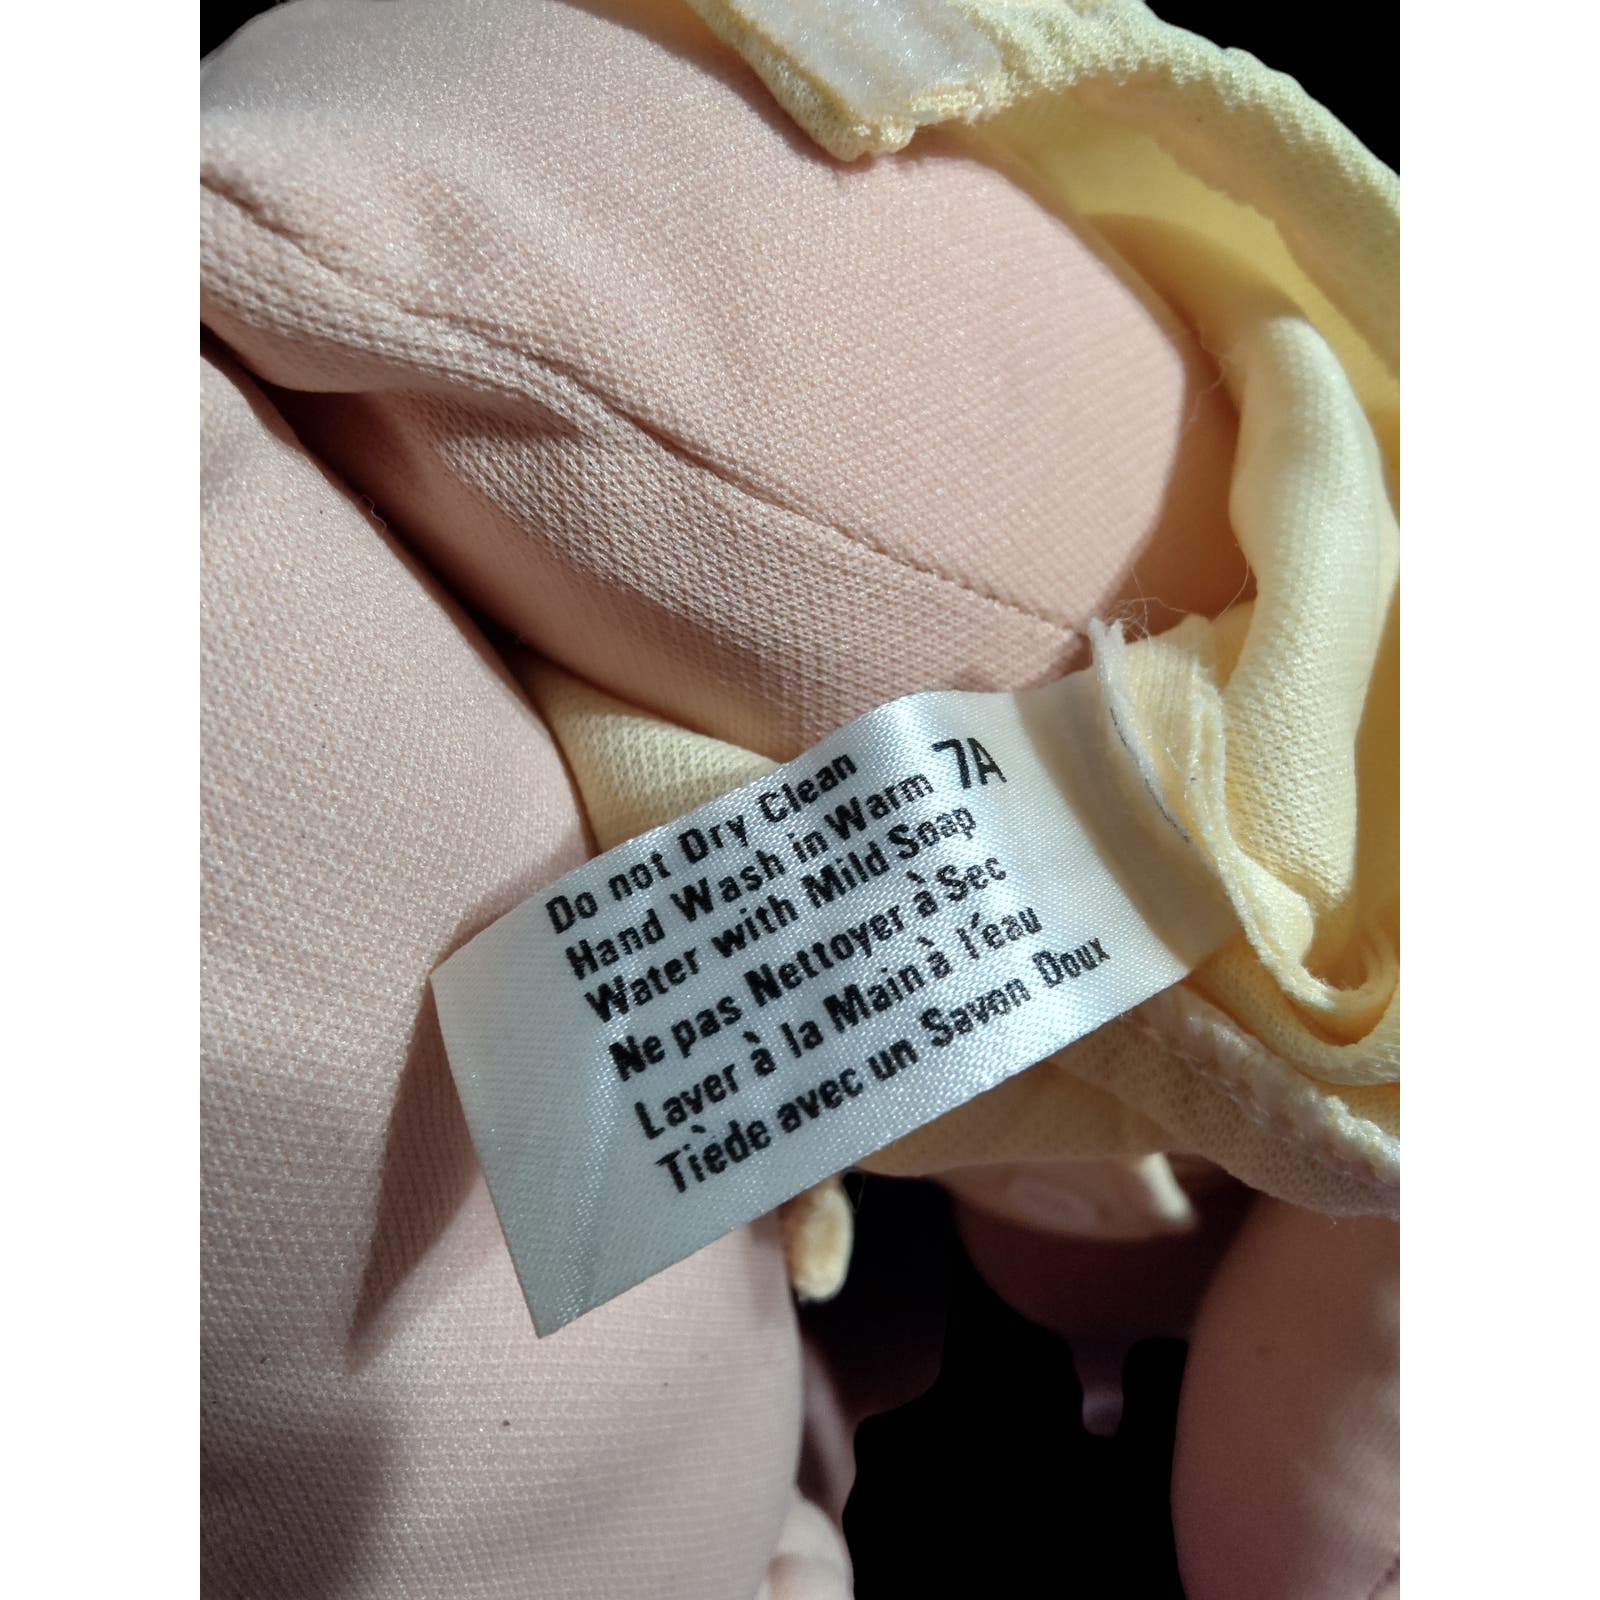 Do not Dry Clean
Hand Wash in Warm 7A
Water with Mild Soap
Ne pas Nettoyer à Sec
Laver à la Main à l'éau
Tiède avec un Savon Doux